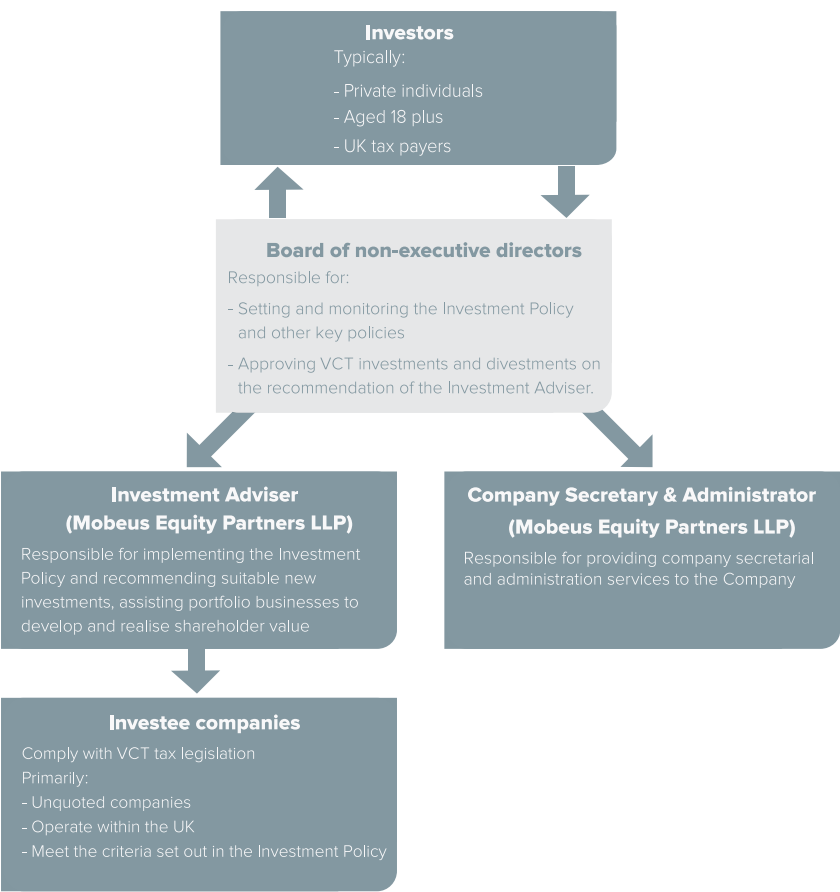 Investors
Typically:
- Private individuals
- Aged 18 plus
- UK tax payers
Board of non-executive directors
Responsible for:
- Setting and monitoring the Investment Policy
and other key policies
- Approving VCT investments and divestments on
the recommendation of the Investment Adviser.
Investment Adviser
(Mobeus Equity Partners LLP)
Responsible for implementing the Investment
Policy and recommending suitable new
investments, assisting portfolio businesses to
develop and realise shareholder value
Company Secretary & Administrator
(Mobeus Equity Partners LLP)
Responsible for providing company secretarial
and administration services to the Company
Investee companies
Comply with VCT tax legislation
Primarily:
- Unquoted companies
- Operate within the UK
- Meet the criteria set out in the Investment Policy